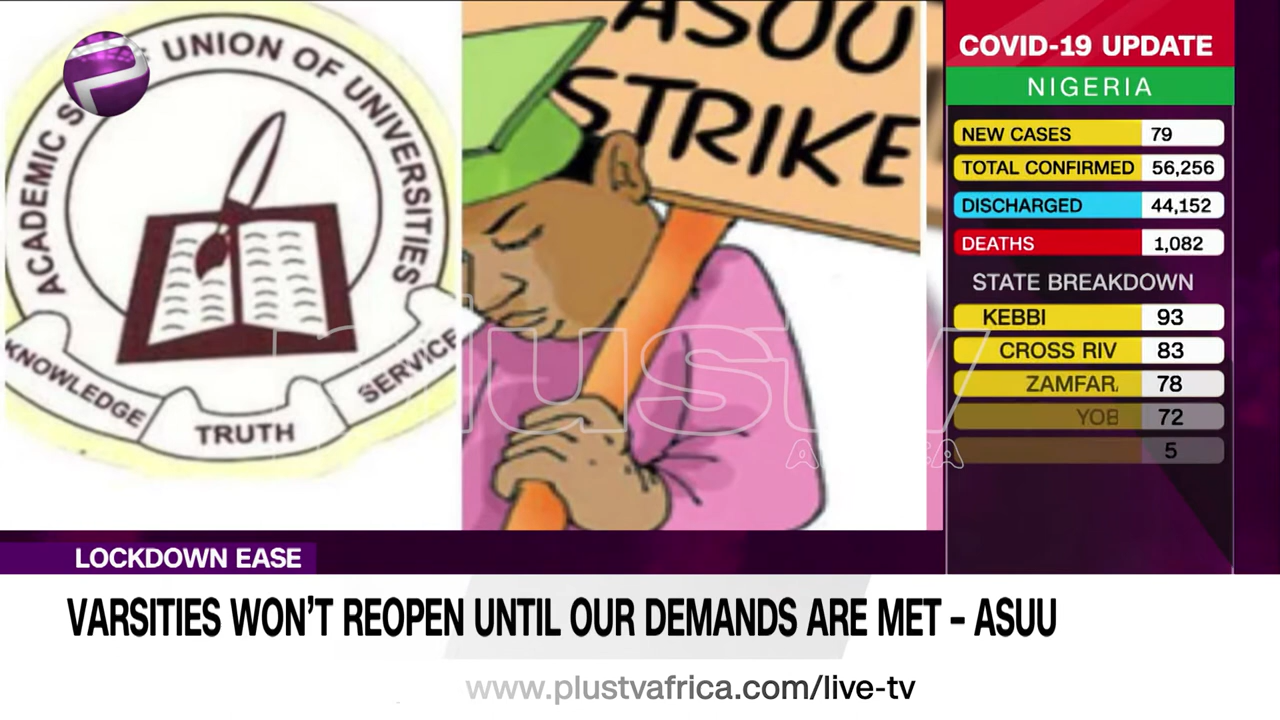 ACADEMIC S UNION OF UNIVERSITIES
KNOWLEDGE
TRUTH
SERVICE
ASUU
STRIKE
plustv
AFRICA
COVID-19 UPDATE
NIGERIA
NEW CASES 79
TOTAL CONFIRMED 56,256
DISCHARGED 44,152
DEATHS 1,082
STATE BREAKDOWN
KEBBI 93
CROSS RIV 83
ZAMFAR 78
YOB 72
5
LOCKDOWN EASE
VARSITIES WON'T REOPEN UNTIL OUR DEMANDS ARE MET – ASUU
www.plustvafrica.com/live-tv